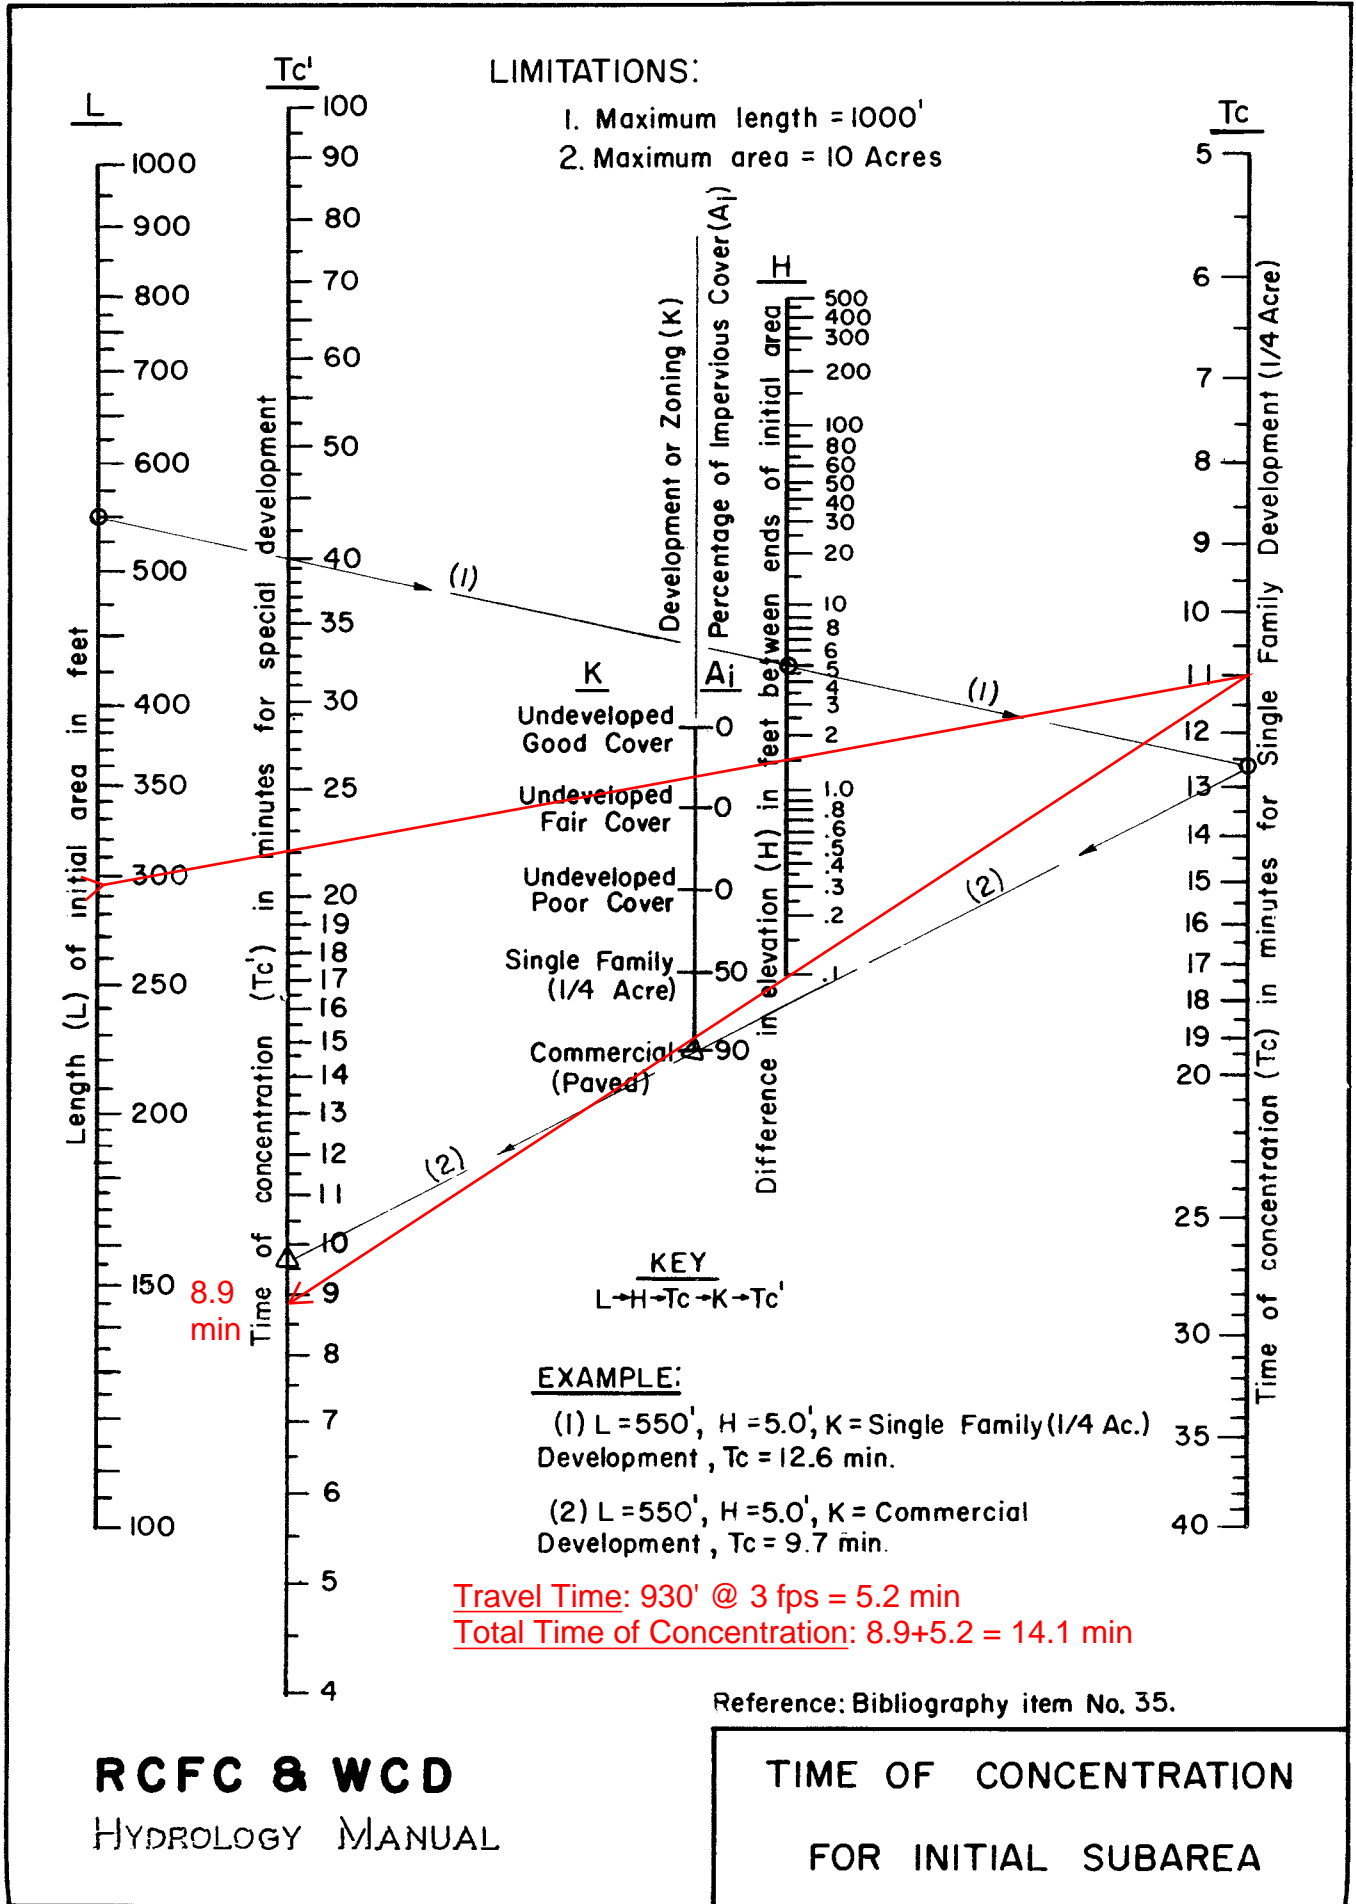 LIMITATIONS:
1. Maximum length = 1000'
2. Maximum area = 10 Acres
L
1000
900
800
700
600
500
400
350
300
250
200
150
100
Length (L) of initial area in feet
Tc'
100
90
80
70
60
50
40
35
30
25
20
19
18
17
16
15
14
13
12
11
10
9
8
7
6
5
4
Time of concentration (Tc') in minutes for special development
8.9
min
(1)
(2)
Development or Zoning (K)
Percentage of Impervious Cover (Ai)
K
Ai
Undeveloped
Good Cover
0
Undeveloped
Fair Cover
0
Undeveloped
Poor Cover
0
Single Family
(1/4 Acre)
50
Commercial
(Paved)
90
H
500
400
300
200
100
80
60
50
40
30
20
10
8
6
5
4
3
2
1.0
.8
.6
.5
.4
.3
.2
.1
Difference in elevation (H) in feet between ends of initial area
(1)
(2)
Tc
5
6
7
8
9
10
11
12
13
14
15
16
17
18
19
20
25
30
35
40
Time of concentration (Tc) in minutes for Single Family Development (1/4 Acre)
KEY
L→H→Tc→K→Tc'
EXAMPLE:
(1) L = 550', H = 5.0', K = Single Family (1/4 Ac.)
Development, Tc = 12.6 min.
(2) L = 550', H = 5.0', K = Commercial
Development, Tc = 9.7 min.
Travel Time: 930' @ 3 fps = 5.2 min
Total Time of Concentration: 8.9+5.2 = 14.1 min
Reference: Bibliography item No. 35.
RCFC & WCD
HYDROLOGY MANUAL
TIME OF CONCENTRATION
FOR INITIAL SUBAREA